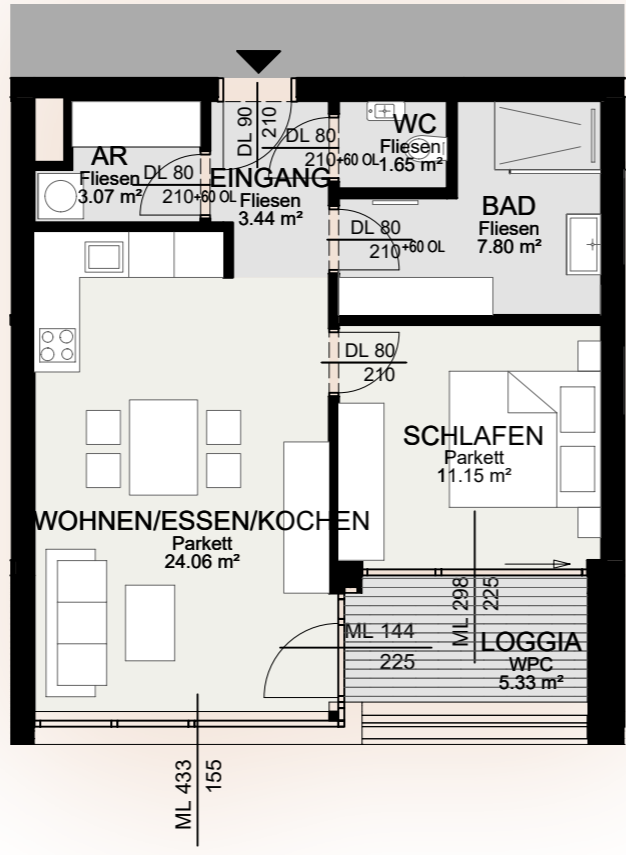 DL 90
210
DL 80
210+60 OL
WC
Fliesen
1.65 m²
AR
Fliesen
3.07 m²
DL 80
210+60 OL
EINGANG
Fliesen
3.44 m²
BAD
Fliesen
7.80 m²
DL 80
210+60 OL
DL 80
210
SCHLAFEN
Parkett
11.15 m²
WOHNEN/ESSEN/KOCHEN
Parkett
24.06 m²
ML 298
225
ML 144
225
LOGGIA
WPC
5.33 m²
ML 433
155